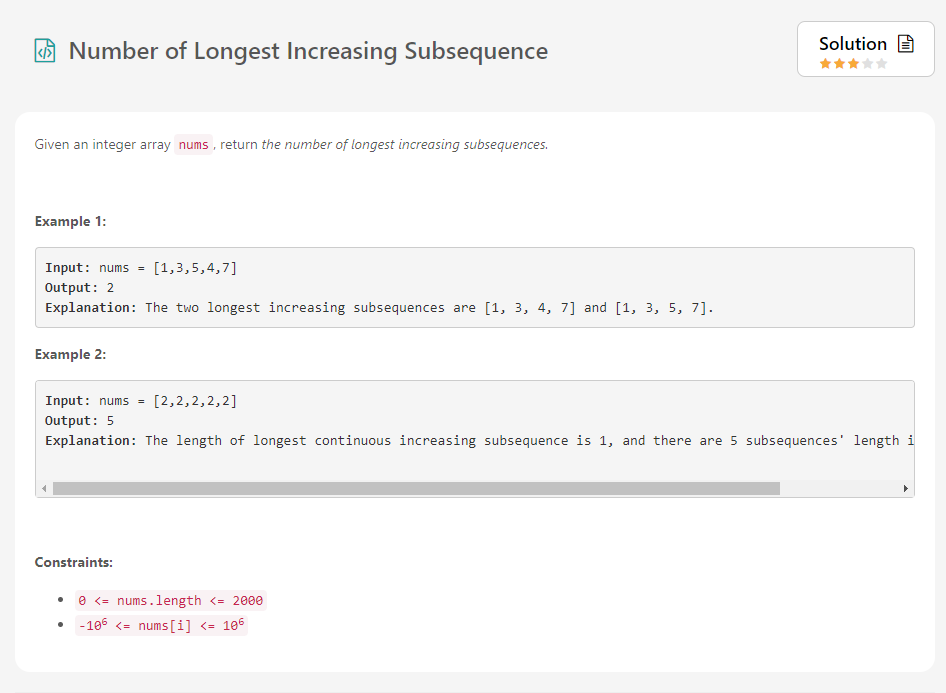 Number of Longest Increasing Subsequence
Solution
Given an integer array nums, return the number of longest increasing subsequences.
Example 1:
Input: nums = [1,3,5,4,7]
Output: 2
Explanation: The two longest increasing subsequences are [1, 3, 4, 7] and [1, 3, 5, 7].
Example 2:
Input: nums = [2,2,2,2,2]
Output: 5
Explanation: The length of longest continuous increasing subsequence is 1, and there are 5 subsequences' length i
Constraints:
0 <= nums.length <= 2000
-10⁶ <= nums[i] <= 10⁶